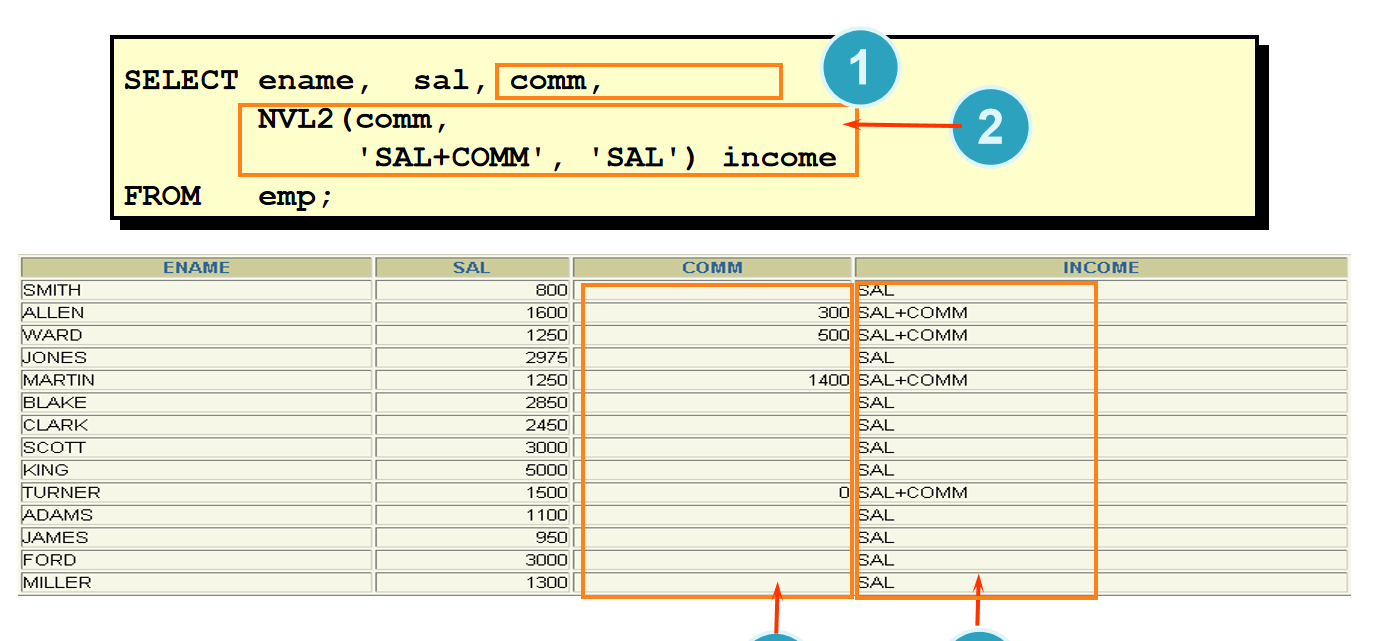 SELECT ename, sal, comm,
1
NVL2(comm,
2
'SAL+COMM', 'SAL') income
FROM emp;
ENAME SAL COMM INCOME
SMITH 800 SAL
ALLEN 1600 300 SAL+COMM
WARD 1250 500 SAL+COMM
JONES 2975 SAL
MARTIN 1250 1400 SAL+COMM
BLAKE 2850 SAL
CLARK 2450 SAL
SCOTT 3000 SAL
KING 5000 SAL
TURNER 1500 0 SAL+COMM
ADAMS 1100 SAL
JAMES 950 SAL
FORD 3000 SAL
MILLER 1300 SAL